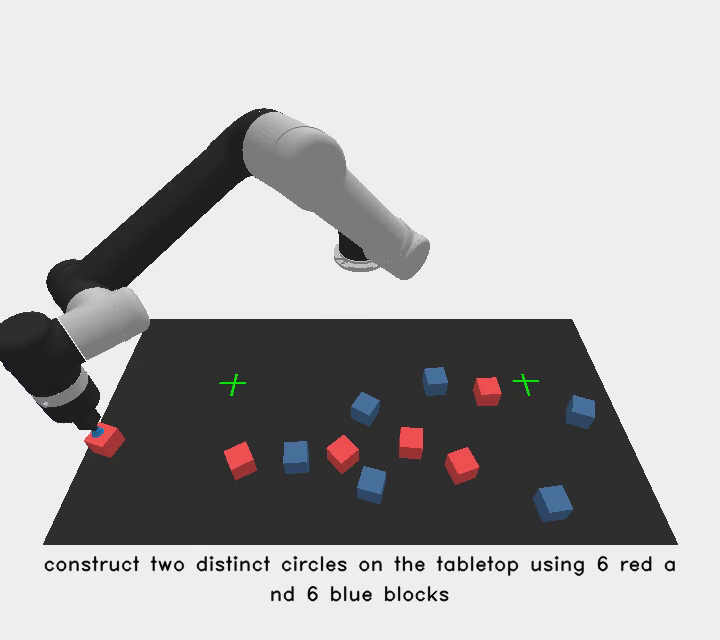 construct two distinct circles on the tabletop using 6 red a
nd 6 blue blocks